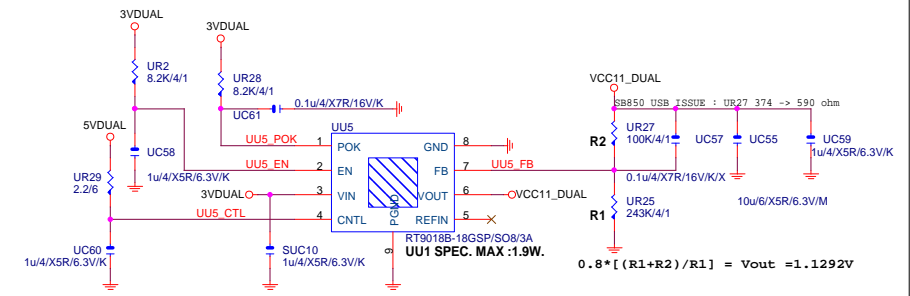 3VDUAL
3VDUAL
UR2
8.2K/4/1
UR28
8.2K/4/1
VCC11_DUAL
0.1u/4/X7R/16V/K
UC61
SB850 USB ISSUE : UR27 374 -> 590 ohm
5VDUAL
UU5
R2
UR27
100K/4/1
UC57
UC55
UC59
1u/4/X5R/6.3V/K
UU5_POK
1
POK
GND
8
UC58
1u/4/X5R/6.3V/K
UU5_EN
2
EN
FB
7
UU5_FB
UR29
2.2/6
0.1u/4/X7R/16V/K/X
3VDUAL
3
VIN
VOUT
6
VCC11_DUAL
10u/6/X5R/6.3V/M
UU5_CTL
4
CNTL
PGND
REFIN
5
R1
UR25
243K/4/1
RT9018B-18GSP/SO8/3A
UC60
1u/4/X5R/6.3V/K
SUC10
1u/4/X5R/6.3V/K
9
UU1 SPEC. MAX :1.9W.
0.8*[(R1+R2)/R1] = Vout =1.1292V